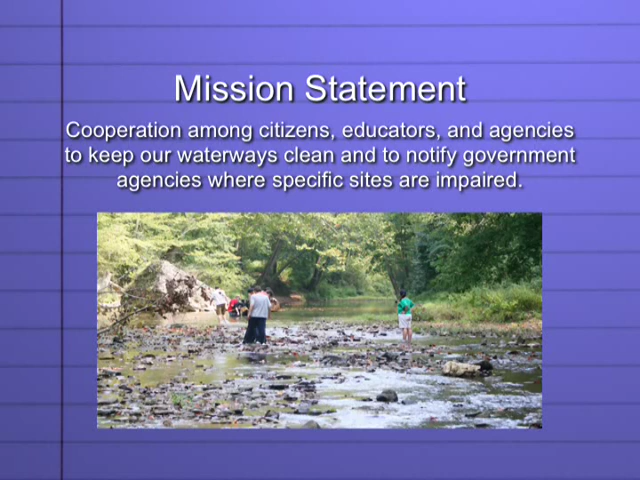 Mission Statement
Cooperation among citizens, educators, and agencies
to keep our waterways clean and to notify government
agencies where specific sites are impaired.